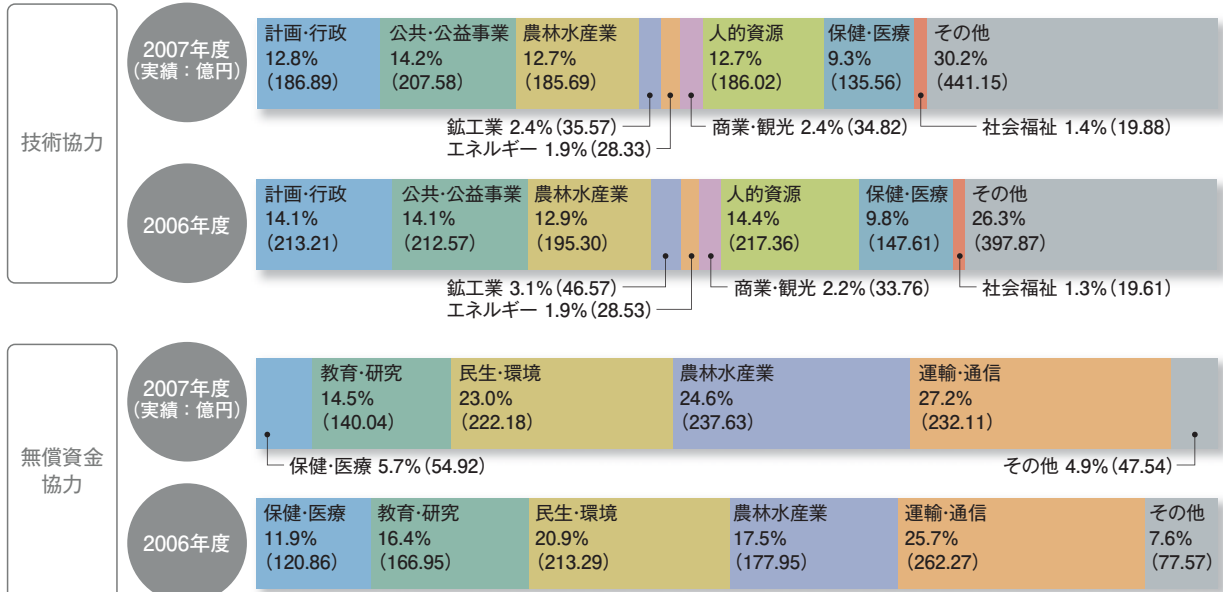 技術協力
2007年度
(実績：億円)
計画・行政
12.8%
(186.89)
公共・公益事業
14.2%
(207.58)
農林水産業
12.7%
(185.69)
人的資源
12.7%
(186.02)
保健・医療
9.3%
(135.56)
その他
30.2%
(441.15)
鉱工業 2.4%(35.57)
エネルギー 1.9%(28.33)
商業・観光 2.4%(34.82)
社会福祉 1.4%(19.88)
2006年度
計画・行政
14.1%
(213.21)
公共・公益事業
14.1%
(212.57)
農林水産業
12.9%
(195.30)
人的資源
14.4%
(217.36)
保健・医療
9.8%
(147.61)
その他
26.3%
(397.87)
鉱工業 3.1%(46.57)
エネルギー 1.9%(28.53)
商業・観光 2.2%(33.76)
社会福祉 1.3%(19.61)
無償資金
協力
2007年度
(実績：億円)
教育・研究
14.5%
(140.04)
民生・環境
23.0%
(222.18)
農林水産業
24.6%
(237.63)
運輸・通信
27.2%
(232.11)
保健・医療 5.7%(54.92)
その他 4.9%(47.54)
2006年度
保健・医療
11.9%
(120.86)
教育・研究
16.4%
(166.95)
民生・環境
20.9%
(213.29)
農林水産業
17.5%
(177.95)
運輸・通信
25.7%
(262.27)
その他
7.6%
(77.57)